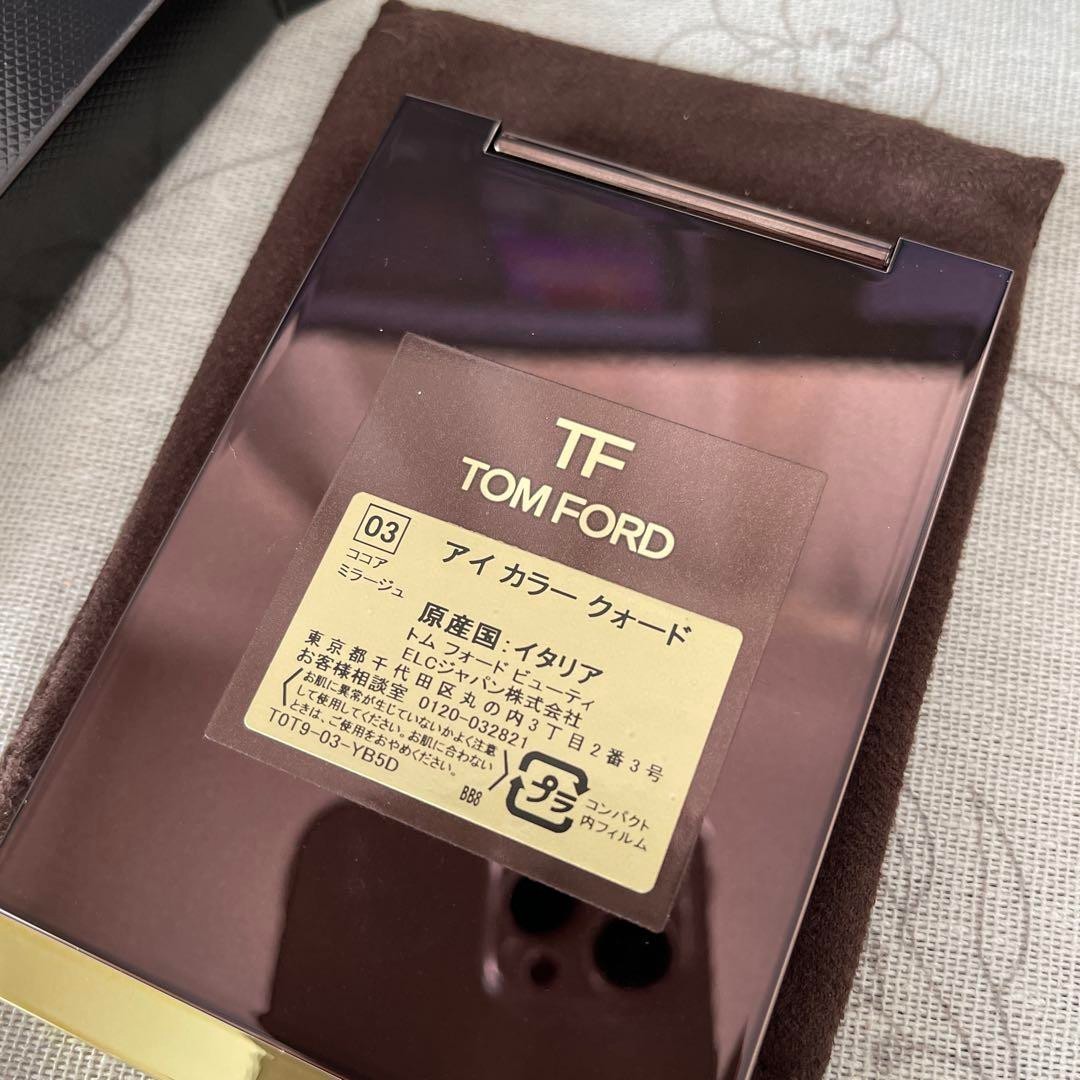 TF
TOM FORD
03
ココア
ミラージュ
アイ カラー クォード
原産国:イタリア
トム フォード ビューティ
ELCジャパン株式会社
東京都千代田区丸の内3丁目2番3号
お客様相談室 0120-032821
お肌に異常が生じていないかよく注意
して使用してください。お肌に合わない
ときは、ご使用をおやめください。
T0T9-03-YB5D
BB8
プラ
コンパクト
内フィルム